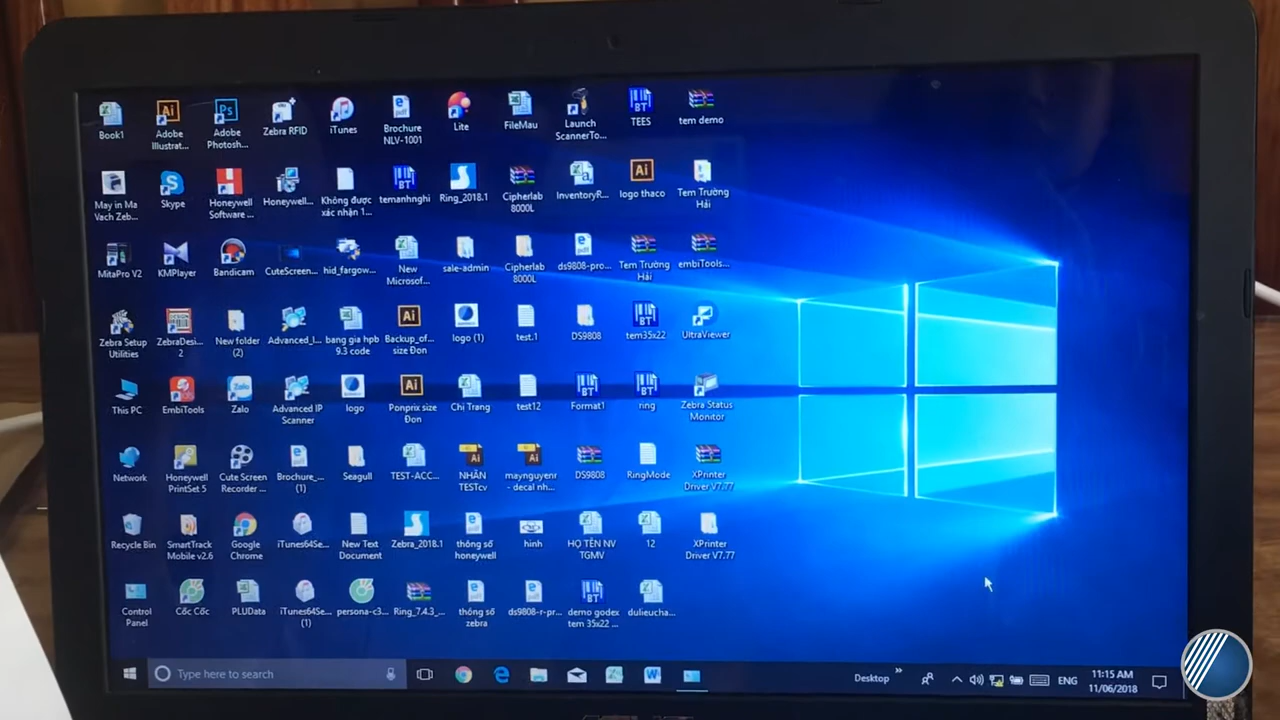 Book1
Adobe
Illustrat...
Adobe
Photosh...
Zebra RFID
iTunes
Brochure
NLV-1001
Lite
FileMau
Launch
ScannerTo...
TEES
tem demo
May in Ma
Vach Zeb...
Skype
Honeywell
Software ...
Honeywell...
Không được
xác nhận 1...
temanhnghi
Ring_2018.1
Cipherlab
8000L
InventoryR...
logo thaco
Tem Trường
Hải
MitaPro V2
KMPlayer
Bandicam
CuteScreen...
hid_fargow...
New
Microsof...
sale-admin
Cipherlab
8000L
ds9808-pro...
Tem Trường
Hải
embiTools...
Zebra Setup
Utilities
ZebraDesi...
2
New folder
(2)
Advanced_I...
bang gia hpb
9.3 code
Backup_of...
size Đon
logo (1)
test.1
DS9808
tem35x22
UltraViewer
This PC
EmbiTools
Zalo
Advanced IP
Scanner
logo
Ponprix size
Đon
Chị Trang
test12
Format1
ring
Zebra Status
Monitor
Network
Honeywell
PrintSet 5
Cute Screen
Recorder ...
Brochure_...
(1)
Seagull
TEST-ACC...
NHÃN
TESTcv
maynguyenr
- decal nh...
DS9808
RingMode
XPrinter
Driver V7.77
Recycle Bin
SmartTrack
Mobile v2.6
Google
Chrome
iTunes64Se...
New Text
Document
Zebra_2018.1
thông số
honeywell
hinh
HỌ TÊN NV
TGMV
12
XPrinter
Driver V7.77
Control
Panel
Cốc Cốc
PLUData
iTunes64Se...
(1)
persona-c3...
Ring_7.4.3_...
thông số
zebra
ds9808-r-pr...
demo godex
tem 35x22 ...
dulieucha...
Type here to search
Desktop
ENG
11:15 AM
11/06/2018